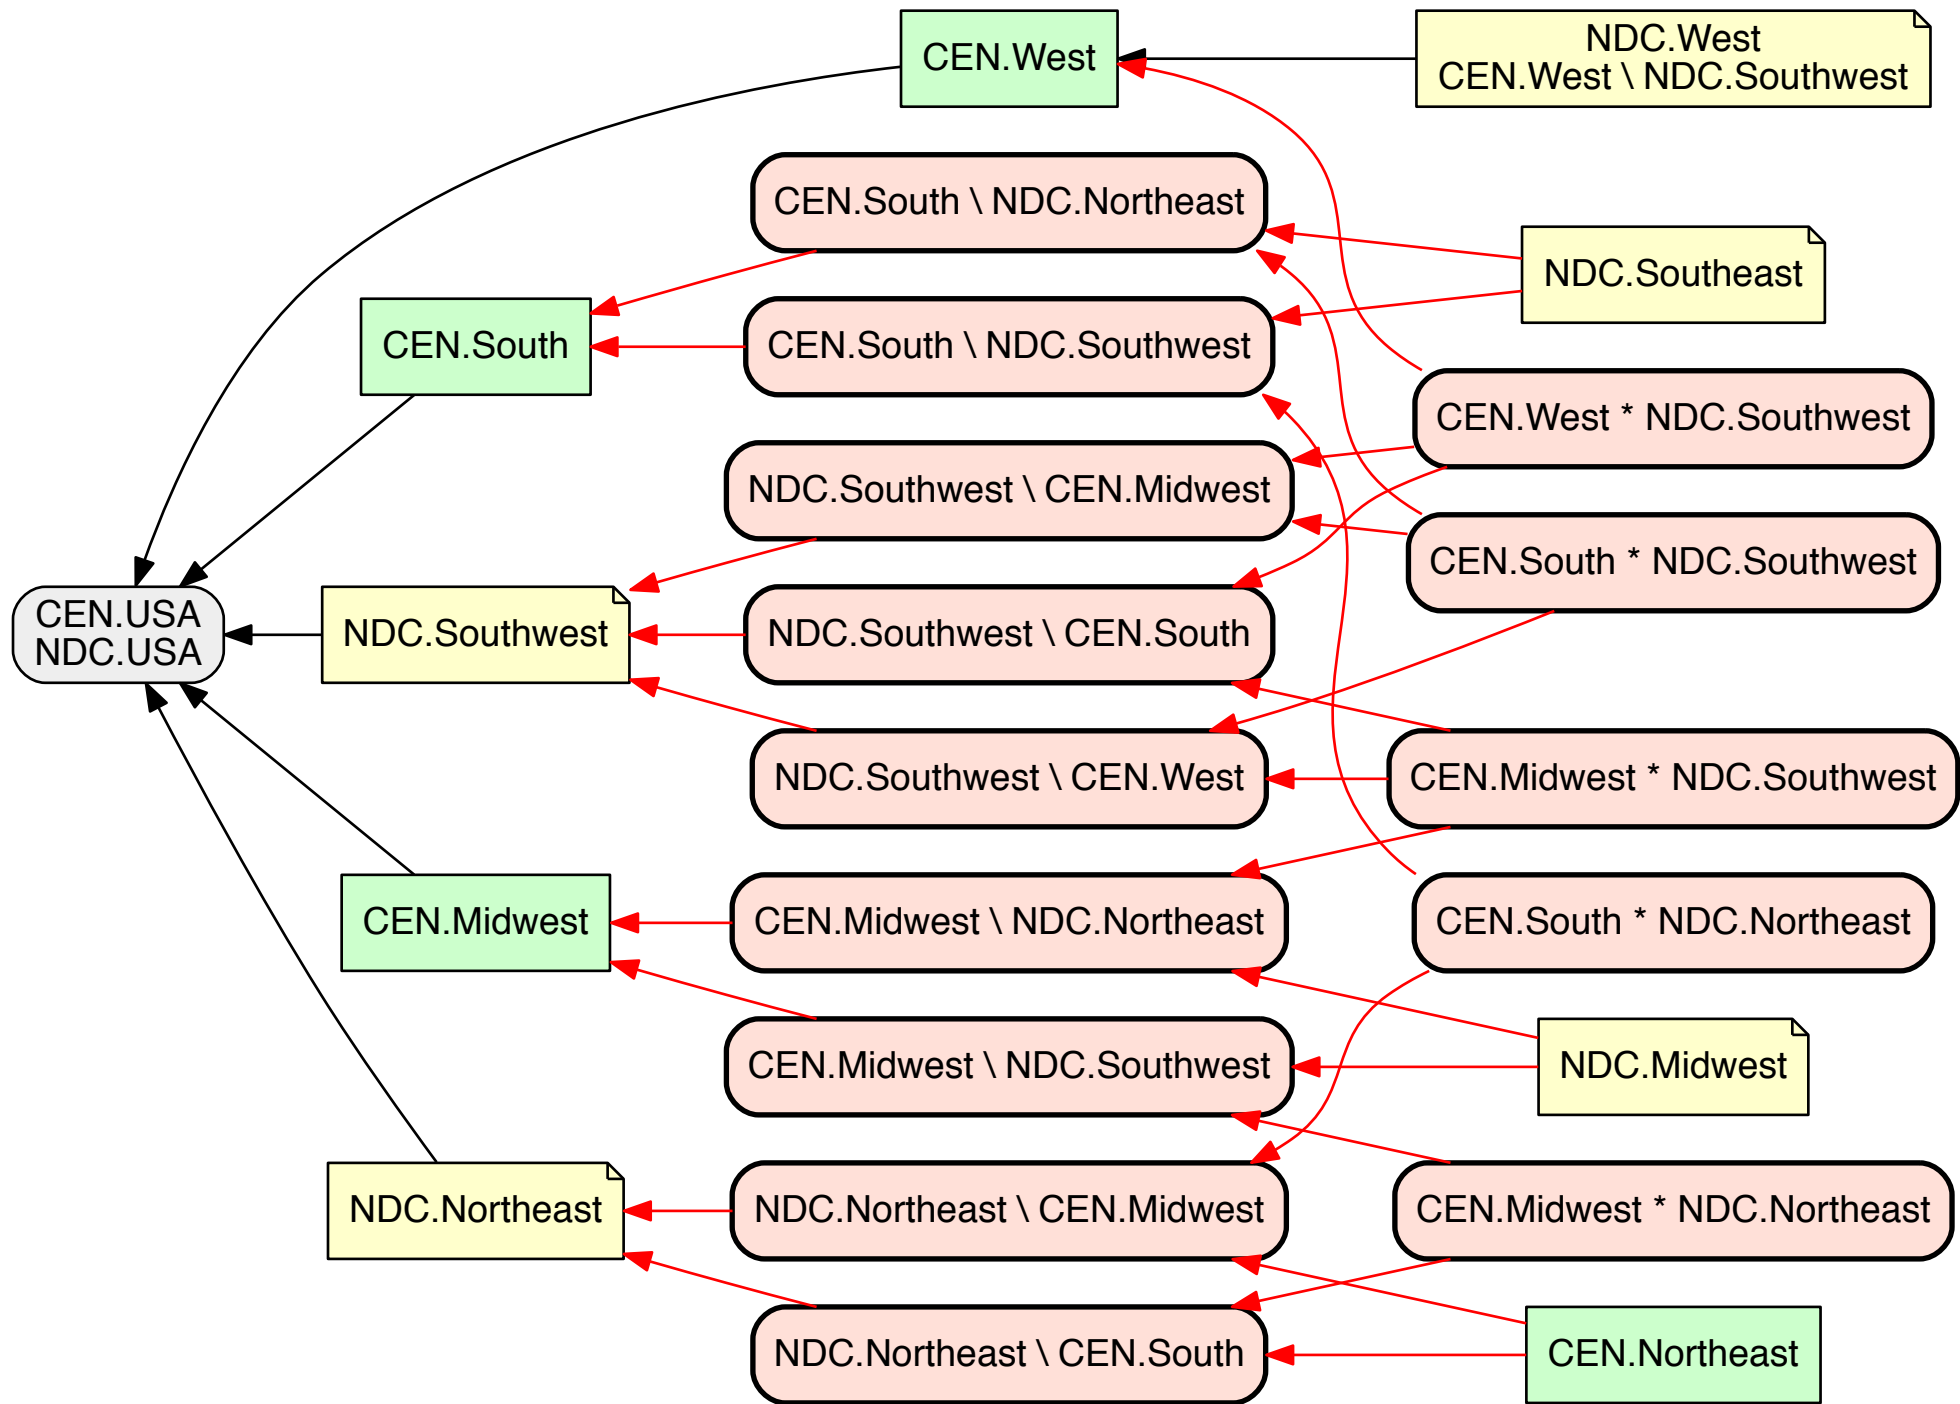 CEN.West
NDC.West
CEN.West \ NDC.Southwest
CEN.South \ NDC.Northeast
NDC.Southeast
CEN.South
CEN.South \ NDC.Southwest
CEN.West * NDC.Southwest
NDC.Southwest \ CEN.Midwest
CEN.South * NDC.Southwest
CEN.USA
NDC.USA
NDC.Southwest
NDC.Southwest \ CEN.South
NDC.Southwest \ CEN.West
CEN.Midwest * NDC.Southwest
CEN.Midwest
CEN.Midwest \ NDC.Northeast
CEN.South * NDC.Northeast
CEN.Midwest \ NDC.Southwest
NDC.Midwest
NDC.Northeast
NDC.Northeast \ CEN.Midwest
CEN.Midwest * NDC.Northeast
NDC.Northeast \ CEN.South
CEN.Northeast